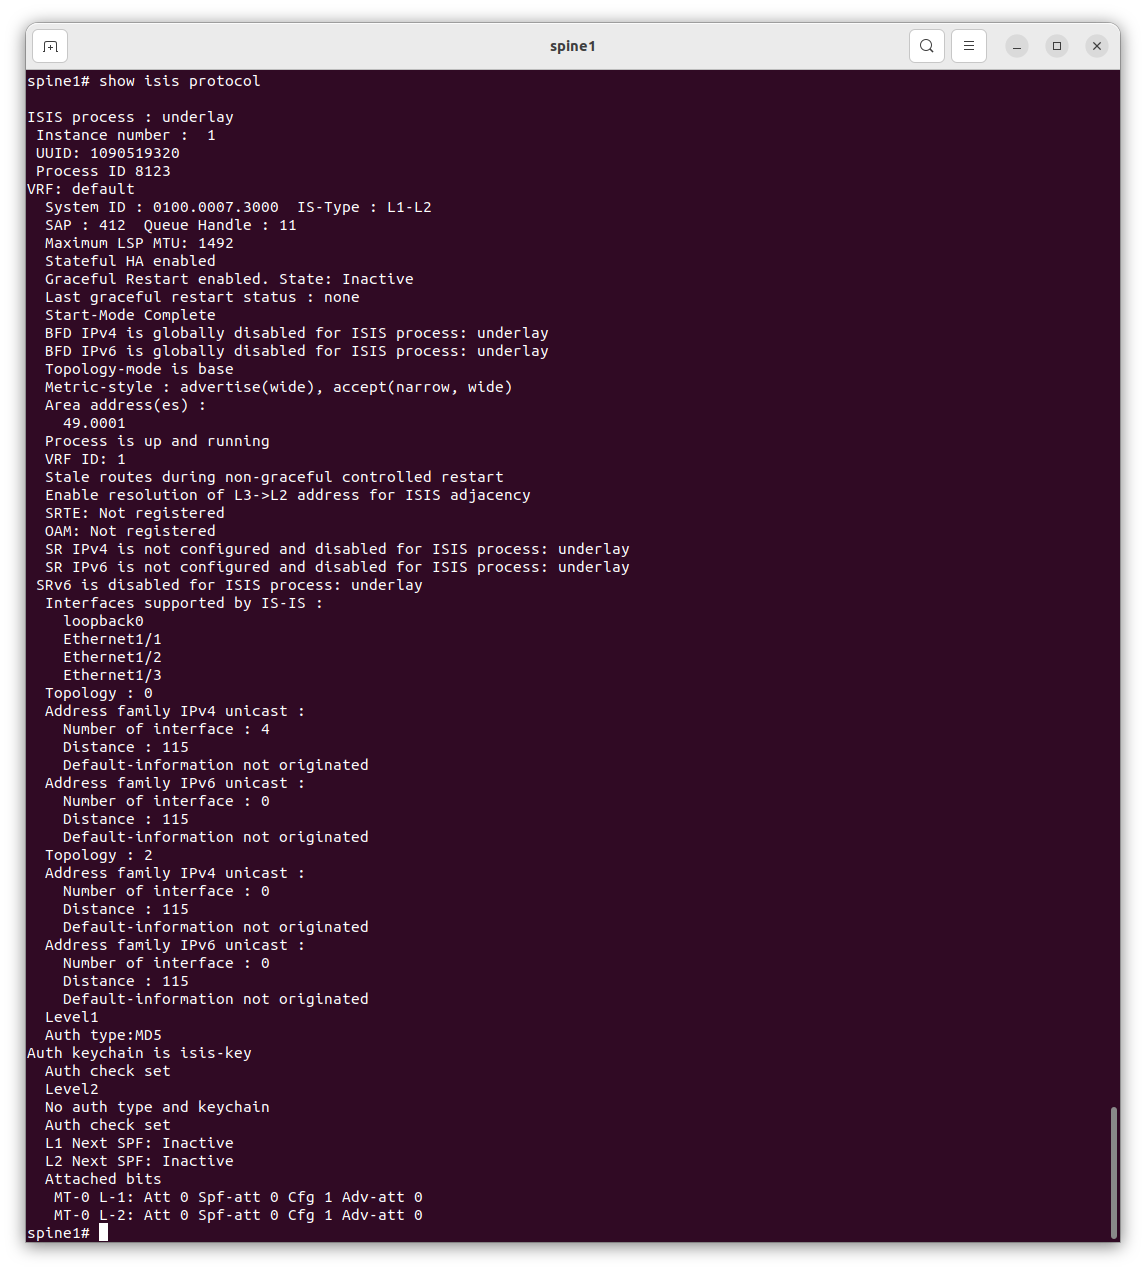 spine1
spine1# show isis protocol

ISIS process : underlay
 Instance number :  1
 UUID: 1090519320
 Process ID 8123
VRF: default
  System ID : 0100.0007.3000  IS-Type : L1-L2
  SAP : 412  Queue Handle : 11
  Maximum LSP MTU: 1492
  Stateful HA enabled
  Graceful Restart enabled. State: Inactive
  Last graceful restart status : none
  Start-Mode Complete
  BFD IPv4 is globally disabled for ISIS process: underlay
  BFD IPv6 is globally disabled for ISIS process: underlay
  Topology-mode is base
  Metric-style : advertise(wide), accept(narrow, wide)
  Area address(es) :
    49.0001
  Process is up and running
  VRF ID: 1
  Stale routes during non-graceful controlled restart
  Enable resolution of L3->L2 address for ISIS adjacency
  SRTE: Not registered
  OAM: Not registered
  SR IPv4 is not configured and disabled for ISIS process: underlay
  SR IPv6 is not configured and disabled for ISIS process: underlay
 SRv6 is disabled for ISIS process: underlay
  Interfaces supported by IS-IS :
    loopback0
    Ethernet1/1
    Ethernet1/2
    Ethernet1/3
  Topology : 0
  Address family IPv4 unicast :
    Number of interface : 4
    Distance : 115
    Default-information not originated
  Address family IPv6 unicast :
    Number of interface : 0
    Distance : 115
    Default-information not originated
  Topology : 2
  Address family IPv4 unicast :
    Number of interface : 0
    Distance : 115
    Default-information not originated
  Address family IPv6 unicast :
    Number of interface : 0
    Distance : 115
    Default-information not originated
  Level1
  Auth type:MD5
Auth keychain is isis-key
  Auth check set
  Level2
  No auth type and keychain
  Auth check set
  L1 Next SPF: Inactive
  L2 Next SPF: Inactive
  Attached bits
   MT-0 L-1: Att 0 Spf-att 0 Cfg 1 Adv-att 0
   MT-0 L-2: Att 0 Spf-att 0 Cfg 1 Adv-att 0
spine1#